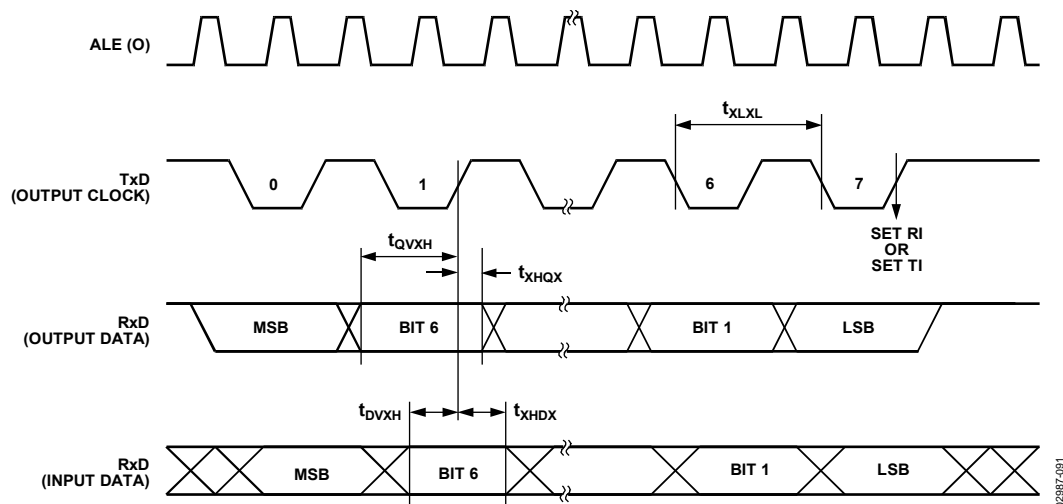 ALE (O)
t_XLXL
TxD
(OUTPUT CLOCK)
0 1 6 7
SET RI
OR
SET TI
t_QVXH
t_XHQX
RxD
(OUTPUT DATA)
MSB BIT 6 BIT 1 LSB
t_DVXH t_XHDX
RxD
(INPUT DATA)
MSB BIT 6 BIT 1 LSB
02987-091